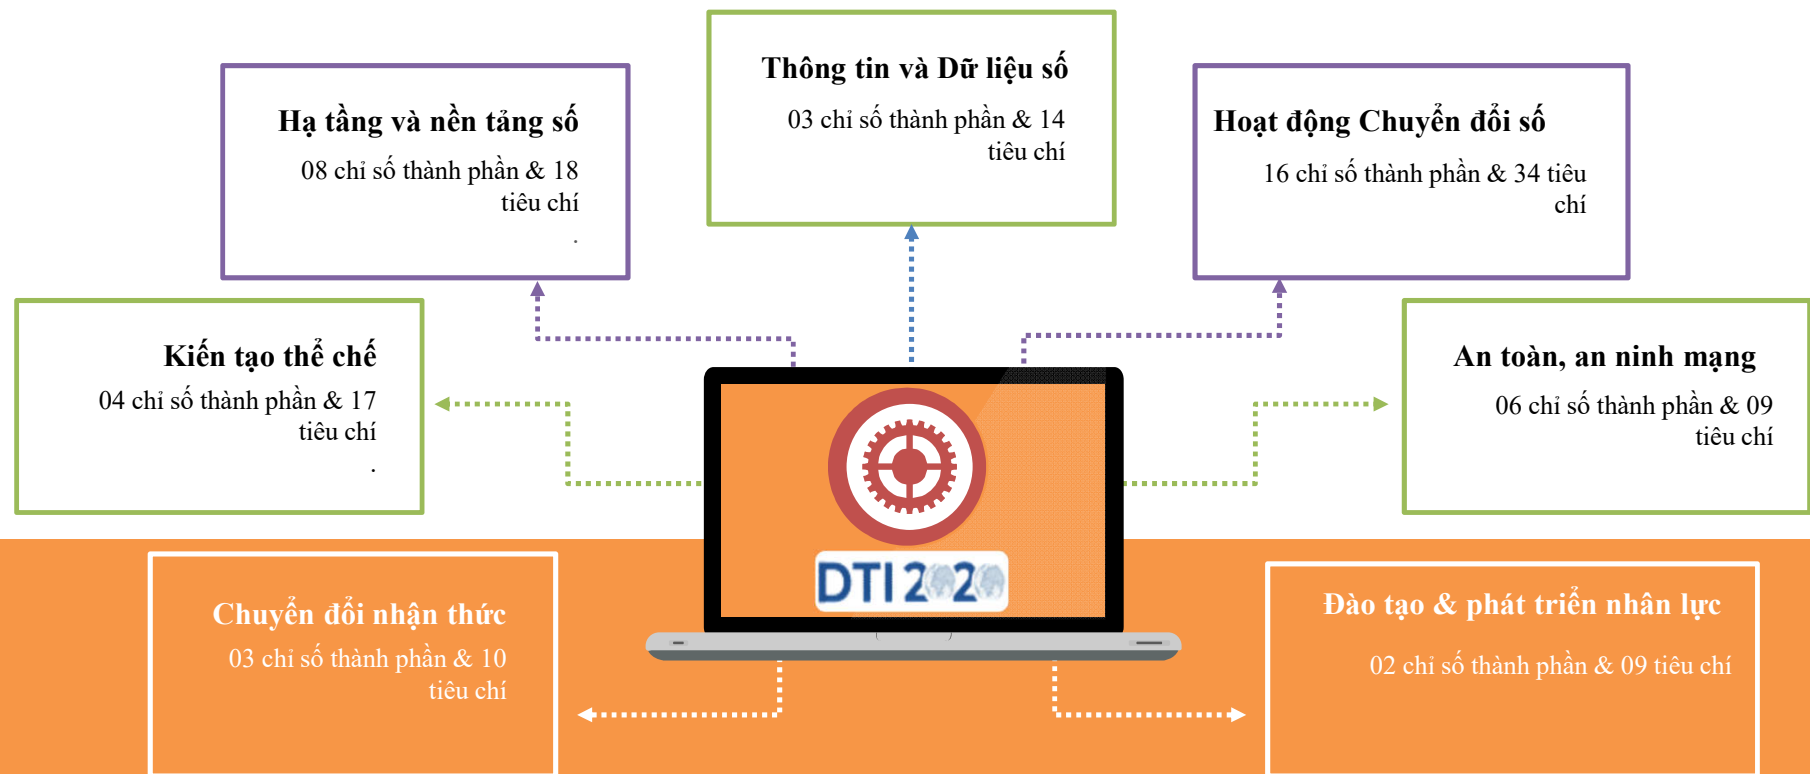 Thông tin và Dữ liệu số
03 chỉ số thành phần & 14
tiêu chí
Hạ tầng và nền tảng số
08 chỉ số thành phần & 18
tiêu chí
.
Hoạt động Chuyển đổi số
16 chỉ số thành phần & 34 tiêu
chí
Kiến tạo thể chế
04 chỉ số thành phần & 17
tiêu chí
.
An toàn, an ninh mạng
06 chỉ số thành phần & 09
tiêu chí
DTI 2020
Chuyển đổi nhận thức
03 chỉ số thành phần & 10
tiêu chí
Đào tạo & phát triển nhân lực
02 chỉ số thành phần & 09 tiêu chí